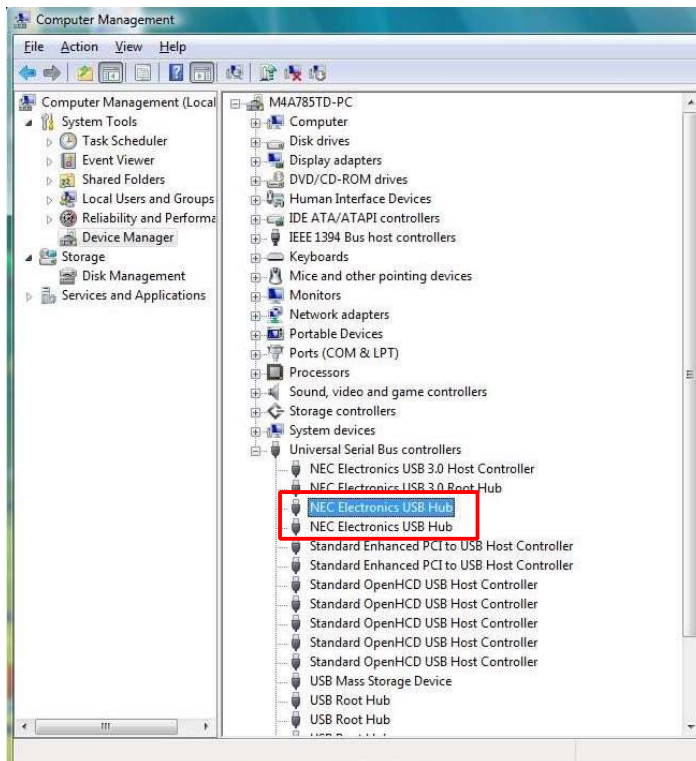 Computer Management
File Action View Help
Computer Management (Local
System Tools
Task Scheduler
Event Viewer
Shared Folders
Local Users and Groups
Reliability and Performa
Device Manager
Storage
Disk Management
Services and Applications
M4A785TD-PC
Computer
Disk drives
Display adapters
DVD/CD-ROM drives
Human Interface Devices
IDE ATA/ATAPI controllers
IEEE 1394 Bus host controllers
Keyboards
Mice and other pointing devices
Monitors
Network adapters
Portable Devices
Ports (COM & LPT)
Processors
Sound, video and game controllers
Storage controllers
System devices
Universal Serial Bus controllers
NEC Electronics USB 3.0 Host Controller
NEC Electronics USB 3.0 Root Hub
NEC Electronics USB Hub
NEC Electronics USB Hub
Standard Enhanced PCI to USB Host Controller
Standard Enhanced PCI to USB Host Controller
Standard OpenHCD USB Host Controller
Standard OpenHCD USB Host Controller
Standard OpenHCD USB Host Controller
Standard OpenHCD USB Host Controller
Standard OpenHCD USB Host Controller
USB Mass Storage Device
USB Root Hub
USB Root Hub